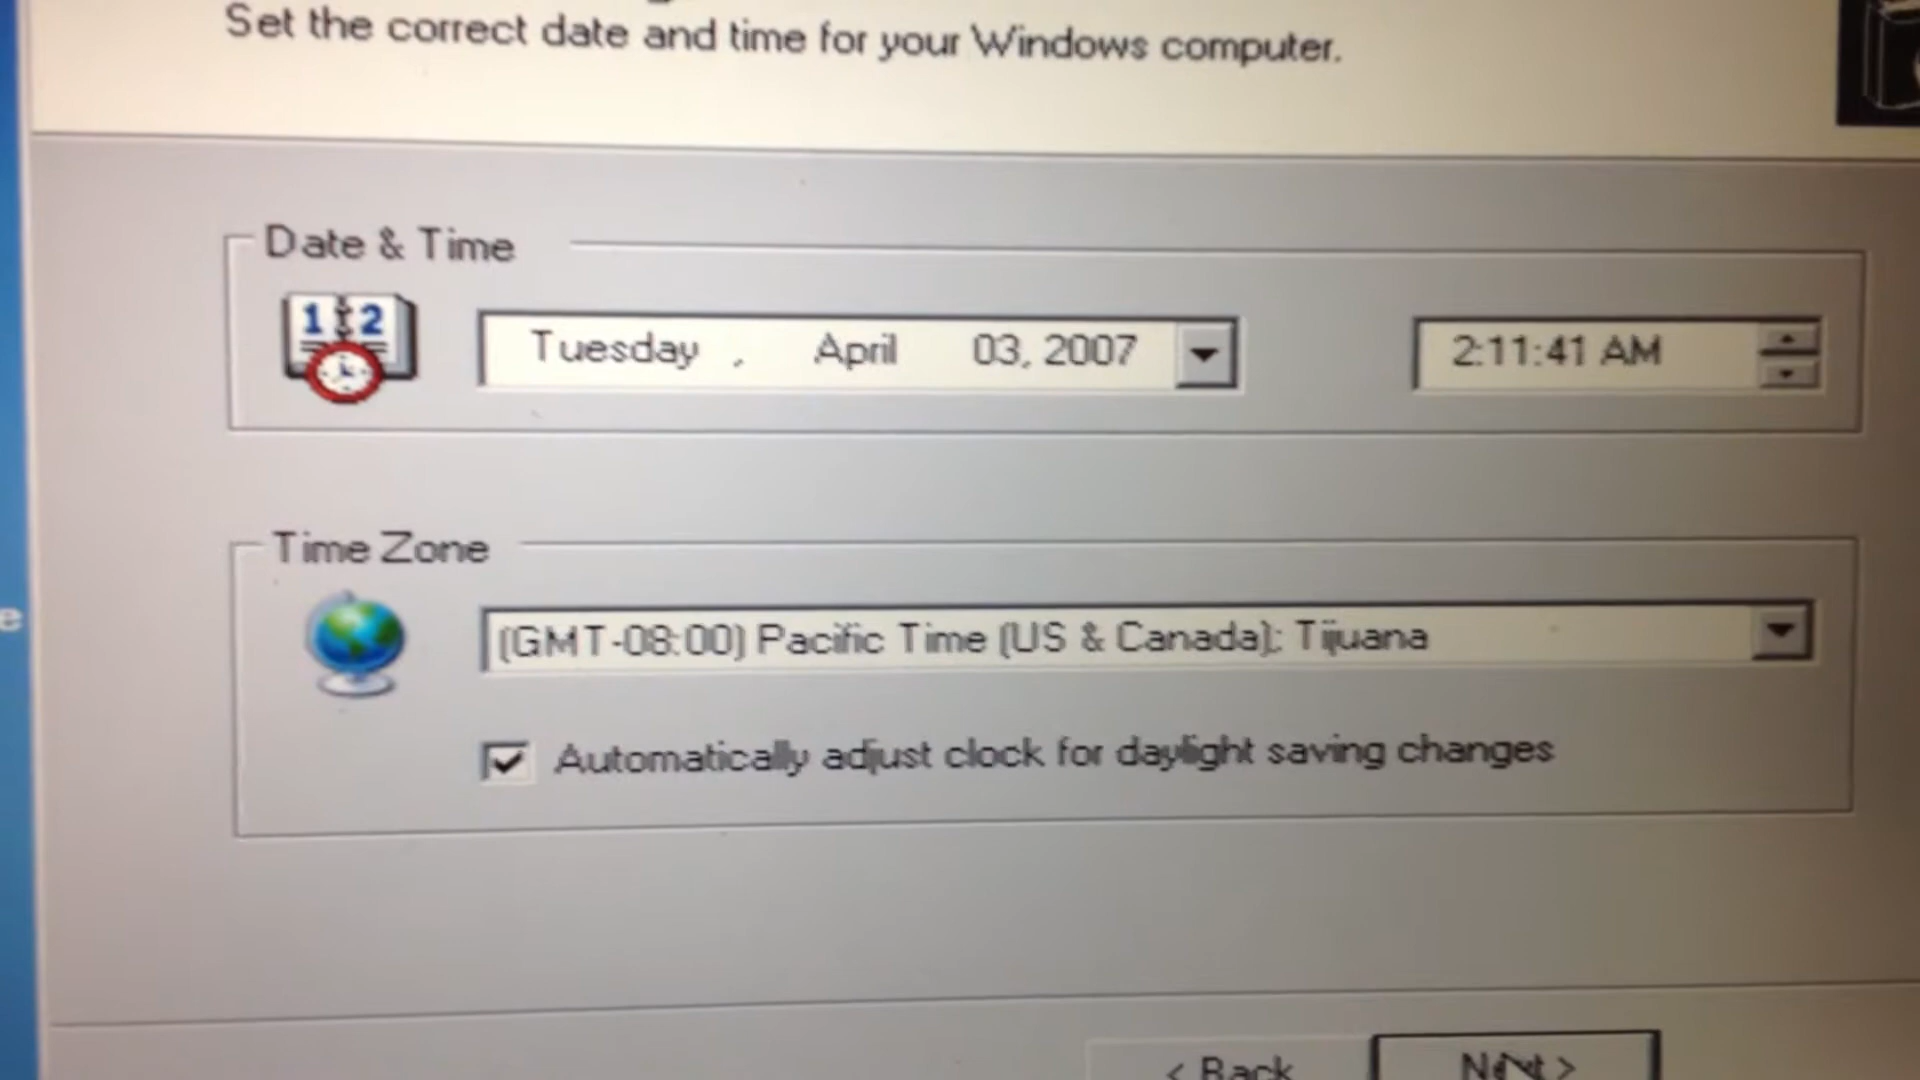 Set the correct date and time for your Windows computer.
Date & Time
1 2
Tuesday , April 03, 2007
2:11:41 AM
Time Zone
e
(GMT-08:00) Pacific Time (US & Canada); Tijuana
Automatically adjust clock for daylight saving changes
< Back
Next >